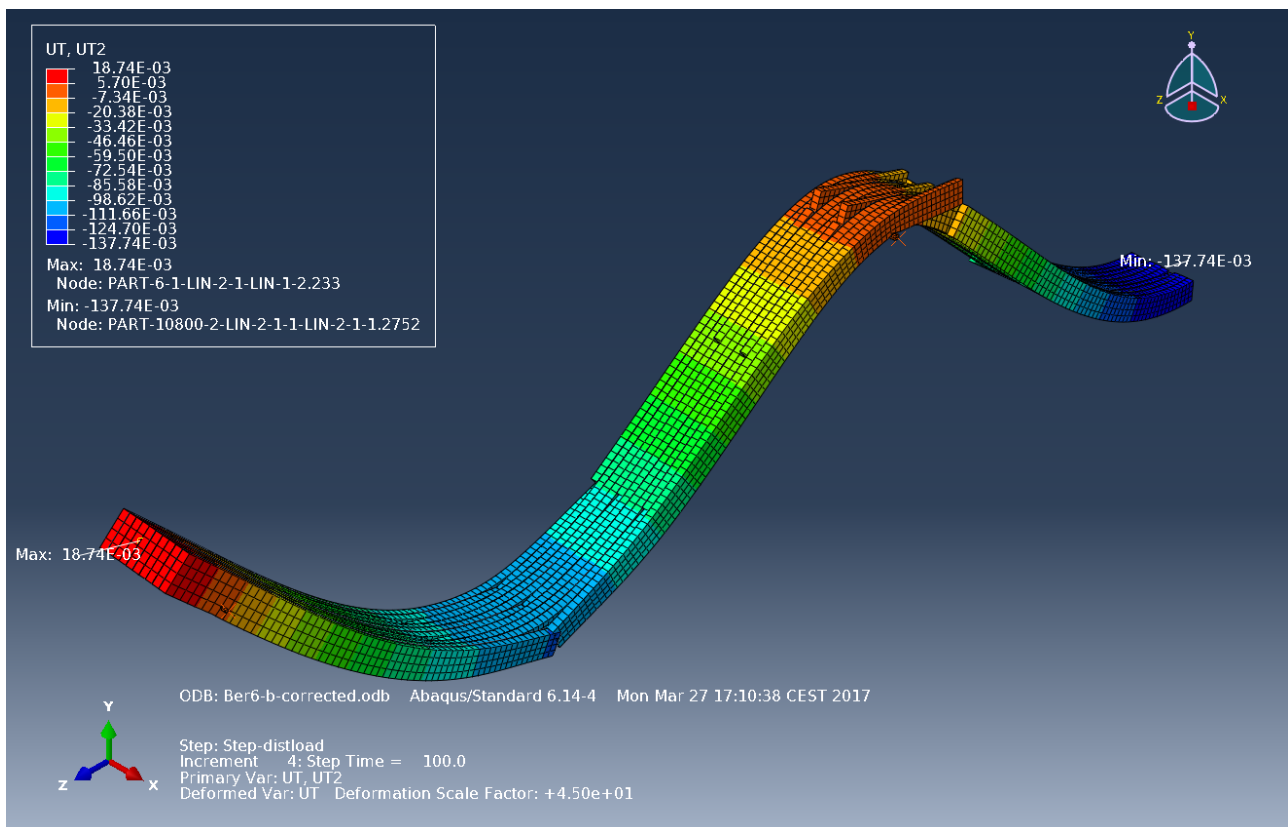 UT, UT2
18.74E-03
5.70E-03
-7.34E-03
-20.38E-03
-33.42E-03
-46.46E-03
-59.50E-03
-72.54E-03
-85.58E-03
-98.62E-03
-111.66E-03
-124.70E-03
-137.74E-03
Max: 18.74E-03
Node: PART-6-1-LIN-2-1-LIN-1-2.233
Min: -137.74E-03
Node: PART-10800-2-LIN-2-1-1-LIN-2-1-1.2752
Y
Z X
Min: -137.74E-03
Max: 18.74E-03
ODB: Ber6-b-corrected.odb Abaqus/Standard 6.14-4 Mon Mar 27 17:10:38 CEST 2017
Y
Z X
Step: Step-distload
Increment 4: Step Time = 100.0
Primary Var: UT, UT2
Deformed Var: UT Deformation Scale Factor: +4.50e+01